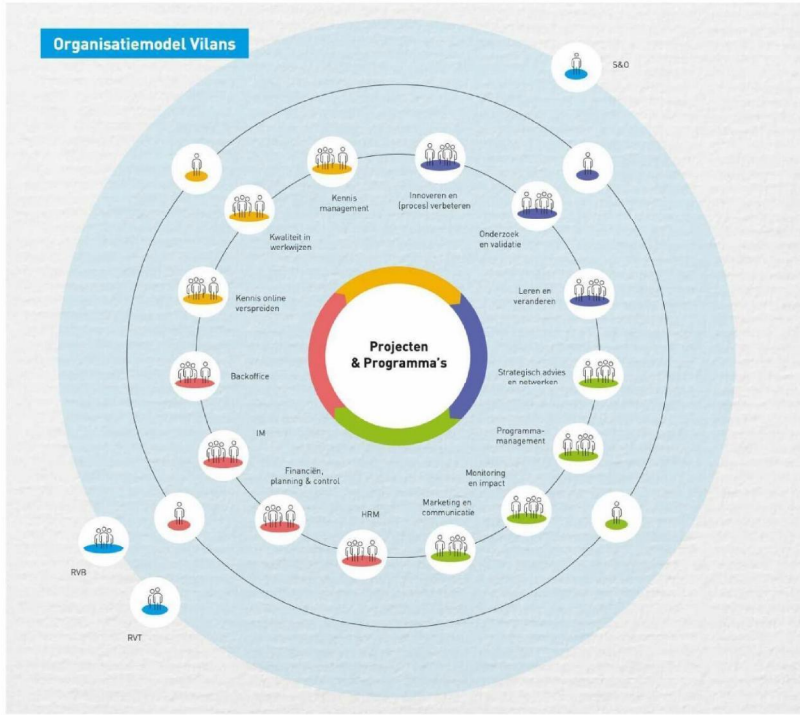 Organisatiemodel Vilans
S&O
Kennis
management
Innoveren en
(proces) verbeteren
Kwaliteit in
werkwijzen
Onderzoek
en validatie
Kennis online
verspreiden
Leren en
veranderen
Projecten
& Programma's
Backoffice
Strategisch advies
en netwerken
IM
Programma-
management
Financiën,
planning & control
Monitoring
en impact
HRM
Marketing en
communicatie
RVB
RVT